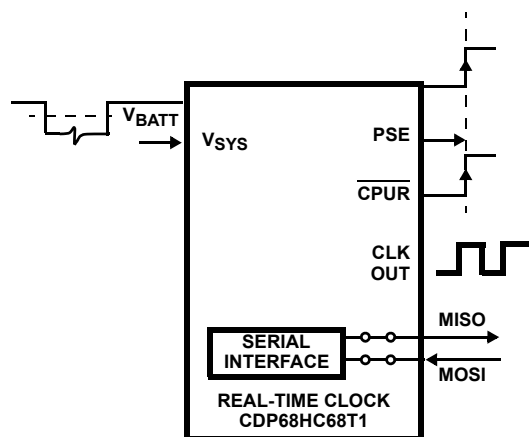 VBATT
VSYS
PSE
CPUR
CLK
OUT
MISO
SERIAL
INTERFACE
MOSI
REAL-TIME CLOCK
CDP68HC68T1